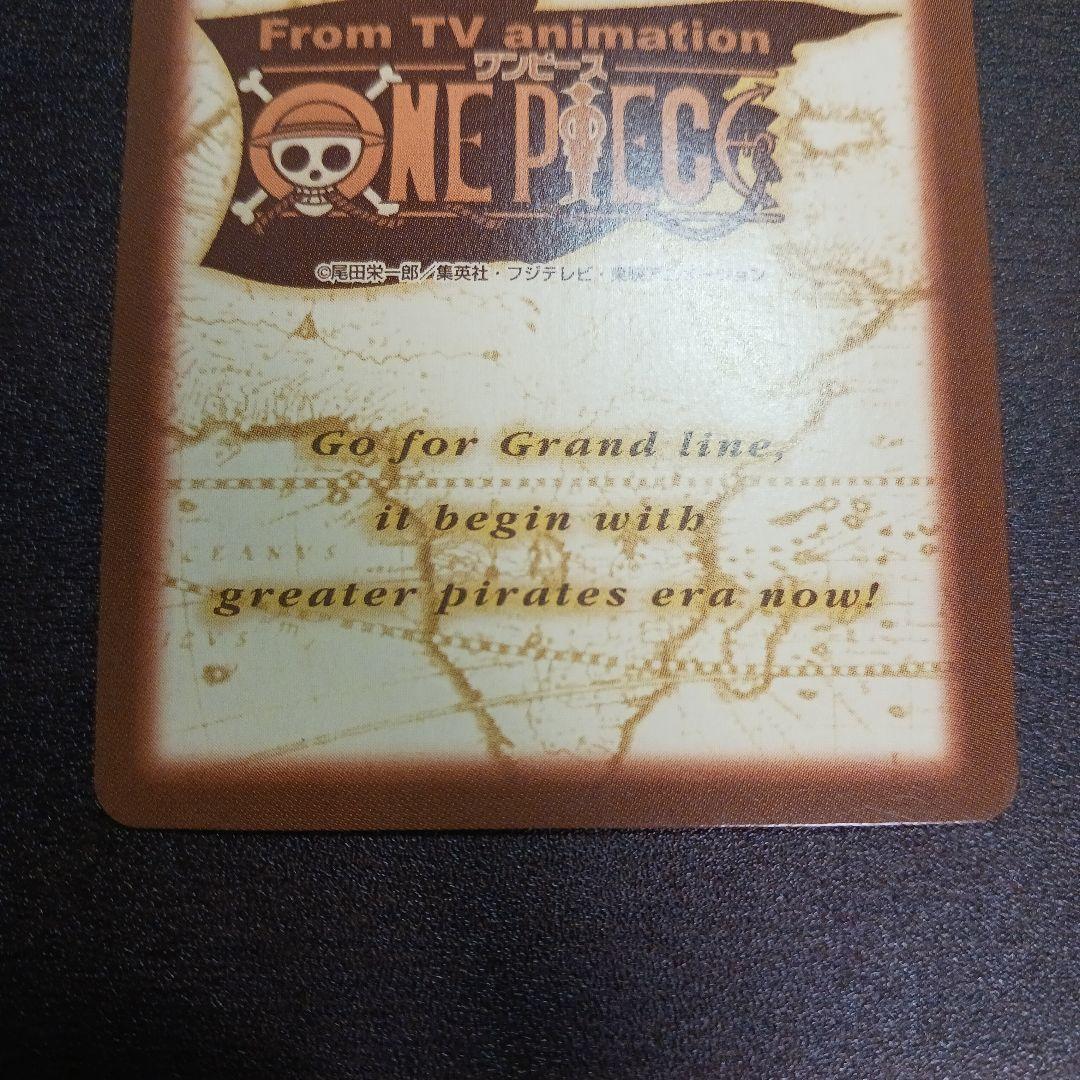 From TV animation
ワンピース
ONE PIECE
©尾田栄一郎／集英社・フジテレビ・東映アニメーション
Go for Grand line,
it begin with
greater pirates era now!